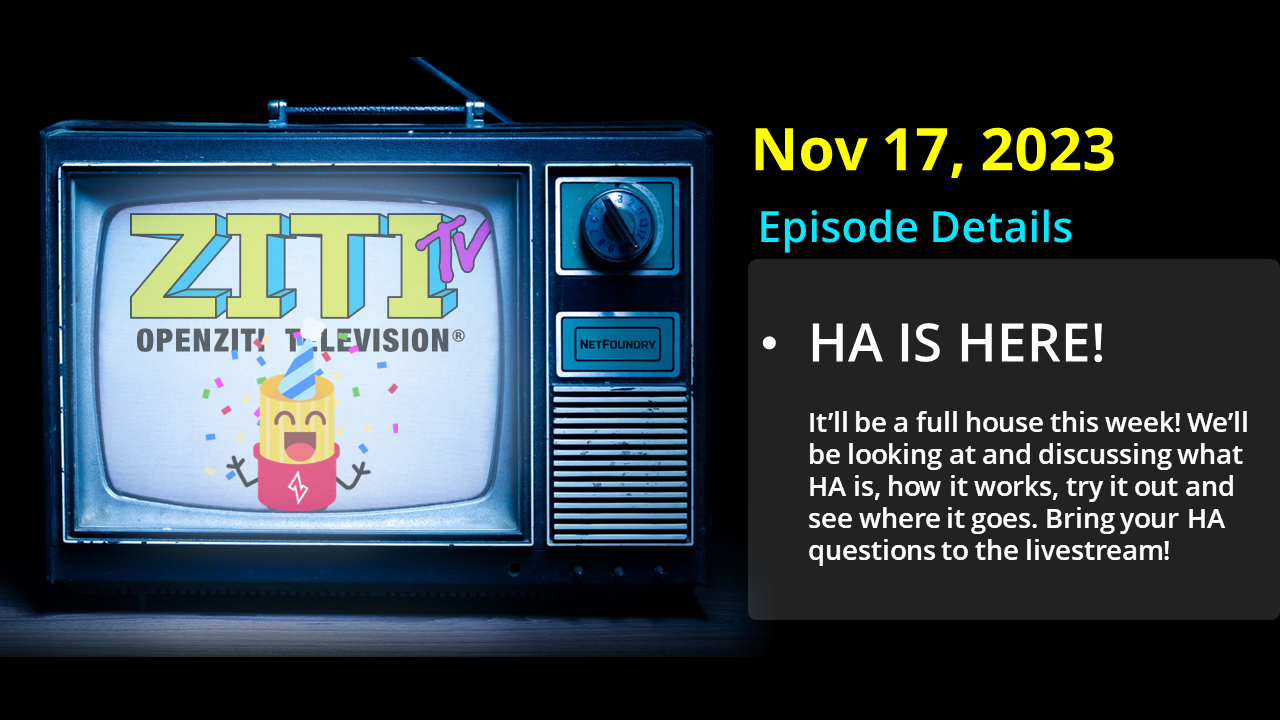 Nov 17, 2023
Episode Details
ZITI TV
OPENZITI TELEVISION®
NETFOUNDRY
• HA IS HERE!
It’ll be a full house this week! We’ll
be looking at and discussing what
HA is, how it works, try it out and
see where it goes. Bring your HA
questions to the livestream!